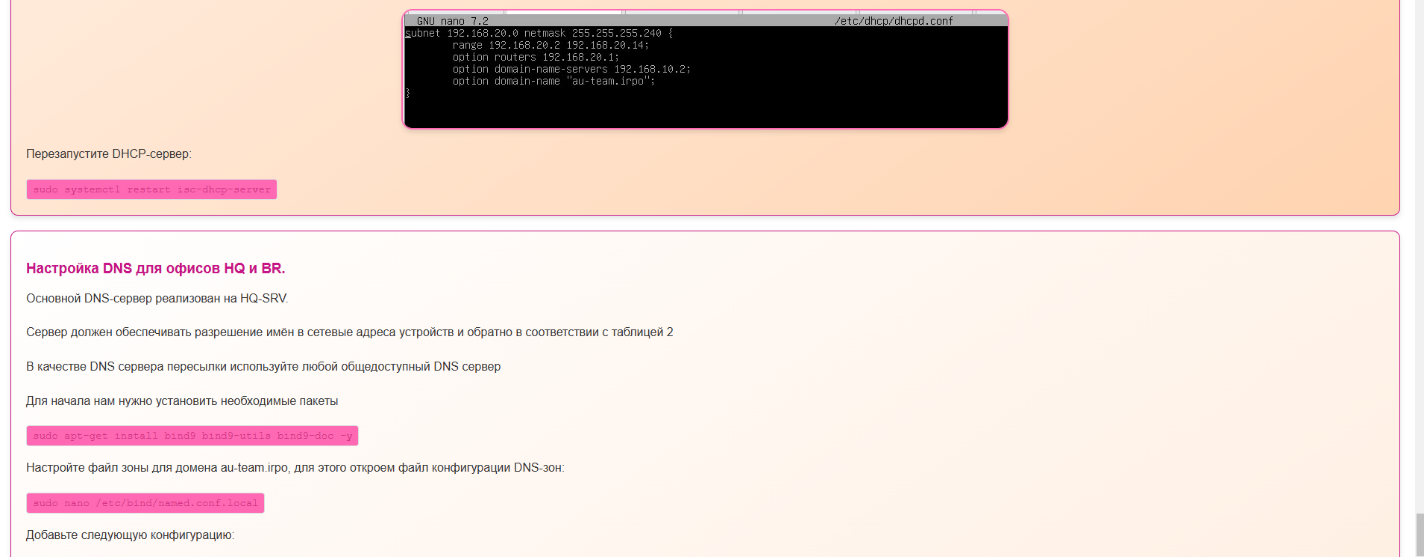 GNU nano 7.2 /etc/dhcp/dhcpd.conf
subnet 192.168.20.0 netmask 255.255.255.240 {
range 192.168.20.2 192.168.20.14;
option routers 192.168.20.1;
option domain-name-servers 192.168.10.2;
option domain-name "au-team.irpo";
}
Перезапустите DHCP-сервер:
sudo systemctl restart isc-dhcp-server
Настройка DNS для офисов HQ и BR.
Основной DNS-сервер реализован на HQ-SRV.
Сервер должен обеспечивать разрешение имён в сетевые адреса устройств и обратно в соответствии с таблицей 2
В качестве DNS сервера пересылки используйте любой общедоступный DNS сервер
Для начала нам нужно установить необходимые пакеты
sudo apt-get install bind9 bind9-utils bind9-doc -y
Настройте файл зоны для домена au-team.irpo, для этого откроем файл конфигурации DNS-зон:
sudo nano /etc/bind/named.conf.local
Добавьте следующую конфигурацию: